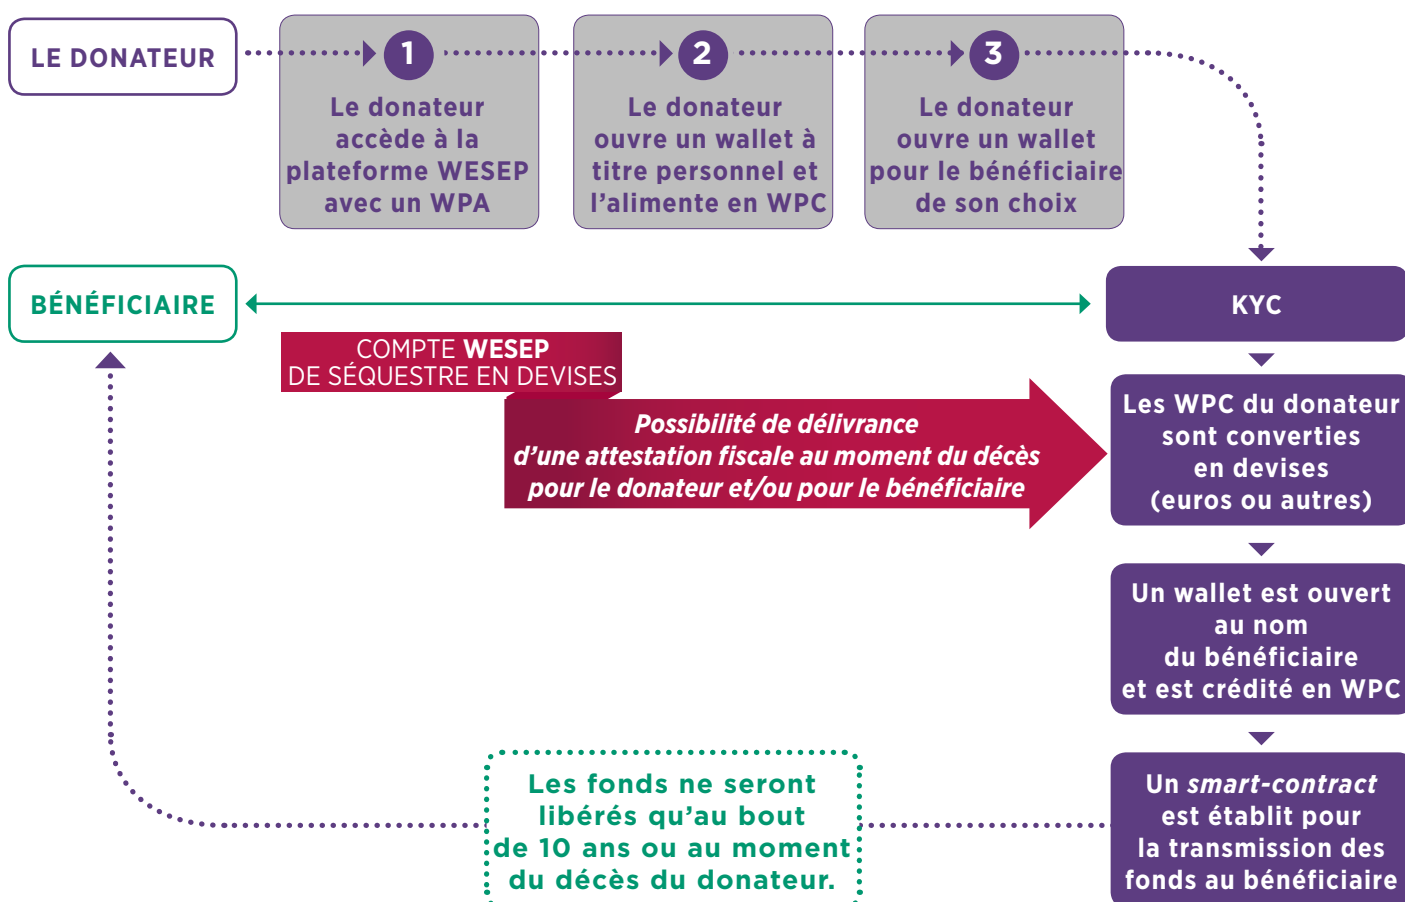 LE DONATEUR
1
Le donateur
accède à la
plateforme WESEP
avec un WPA
2
Le donateur
ouvre un wallet à
titre personnel et
l’alimente en WPC
3
Le donateur
ouvre un wallet
pour le bénéficiaire
de son choix
BÉNÉFICIAIRE
KYC
COMPTE WESEP
DE SÉQUESTRE EN DEVISES
Possibilité de délivrance
d’une attestation fiscale au moment du décès
pour le donateur et/ou pour le bénéficiaire
Les WPC du donateur
sont converties
en devises
(euros ou autres)
Un wallet est ouvert
au nom
du bénéficiaire
et est crédité en WPC
Un smart-contract
est établit pour
la transmission des
fonds au bénéficiaire
Les fonds ne seront
libérés qu’au bout
de 10 ans ou au moment
du décès du donateur.